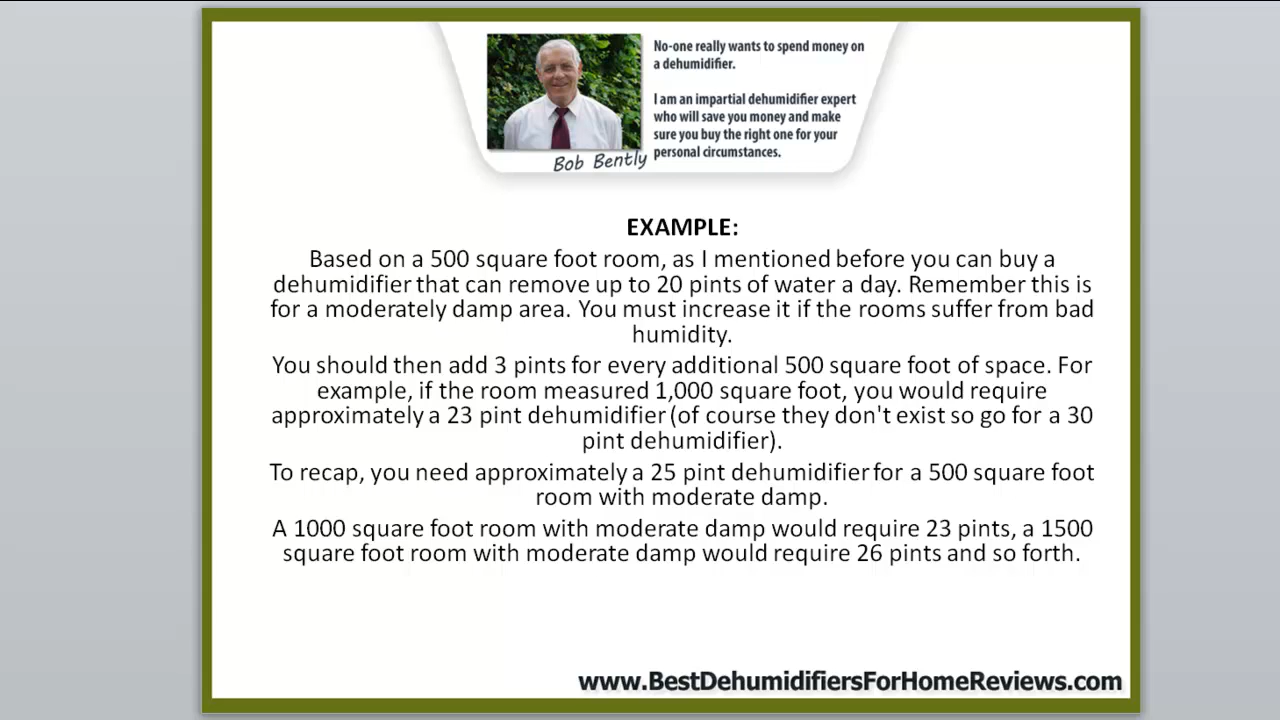 No-one really wants to spend money on
a dehumidifier.
I am an impartial dehumidifier expert
who will save you money and make
sure you buy the right one for your
personal circumstances.
Bob Bently
EXAMPLE:
Based on a 500 square foot room, as I mentioned before you can buy a
dehumidifier that can remove up to 20 pints of water a day. Remember this is
for a moderately damp area. You must increase it if the rooms suffer from bad
humidity.
You should then add 3 pints for every additional 500 square foot of space. For
example, if the room measured 1,000 square foot, you would require
approximately a 23 pint dehumidifier (of course they don't exist so go for a 30
pint dehumidifier).
To recap, you need approximately a 25 pint dehumidifier for a 500 square foot
room with moderate damp.
A 1000 square foot room with moderate damp would require 23 pints, a 1500
square foot room with moderate damp would require 26 pints and so forth.
www.BestDehumidifiersForHomeReviews.com